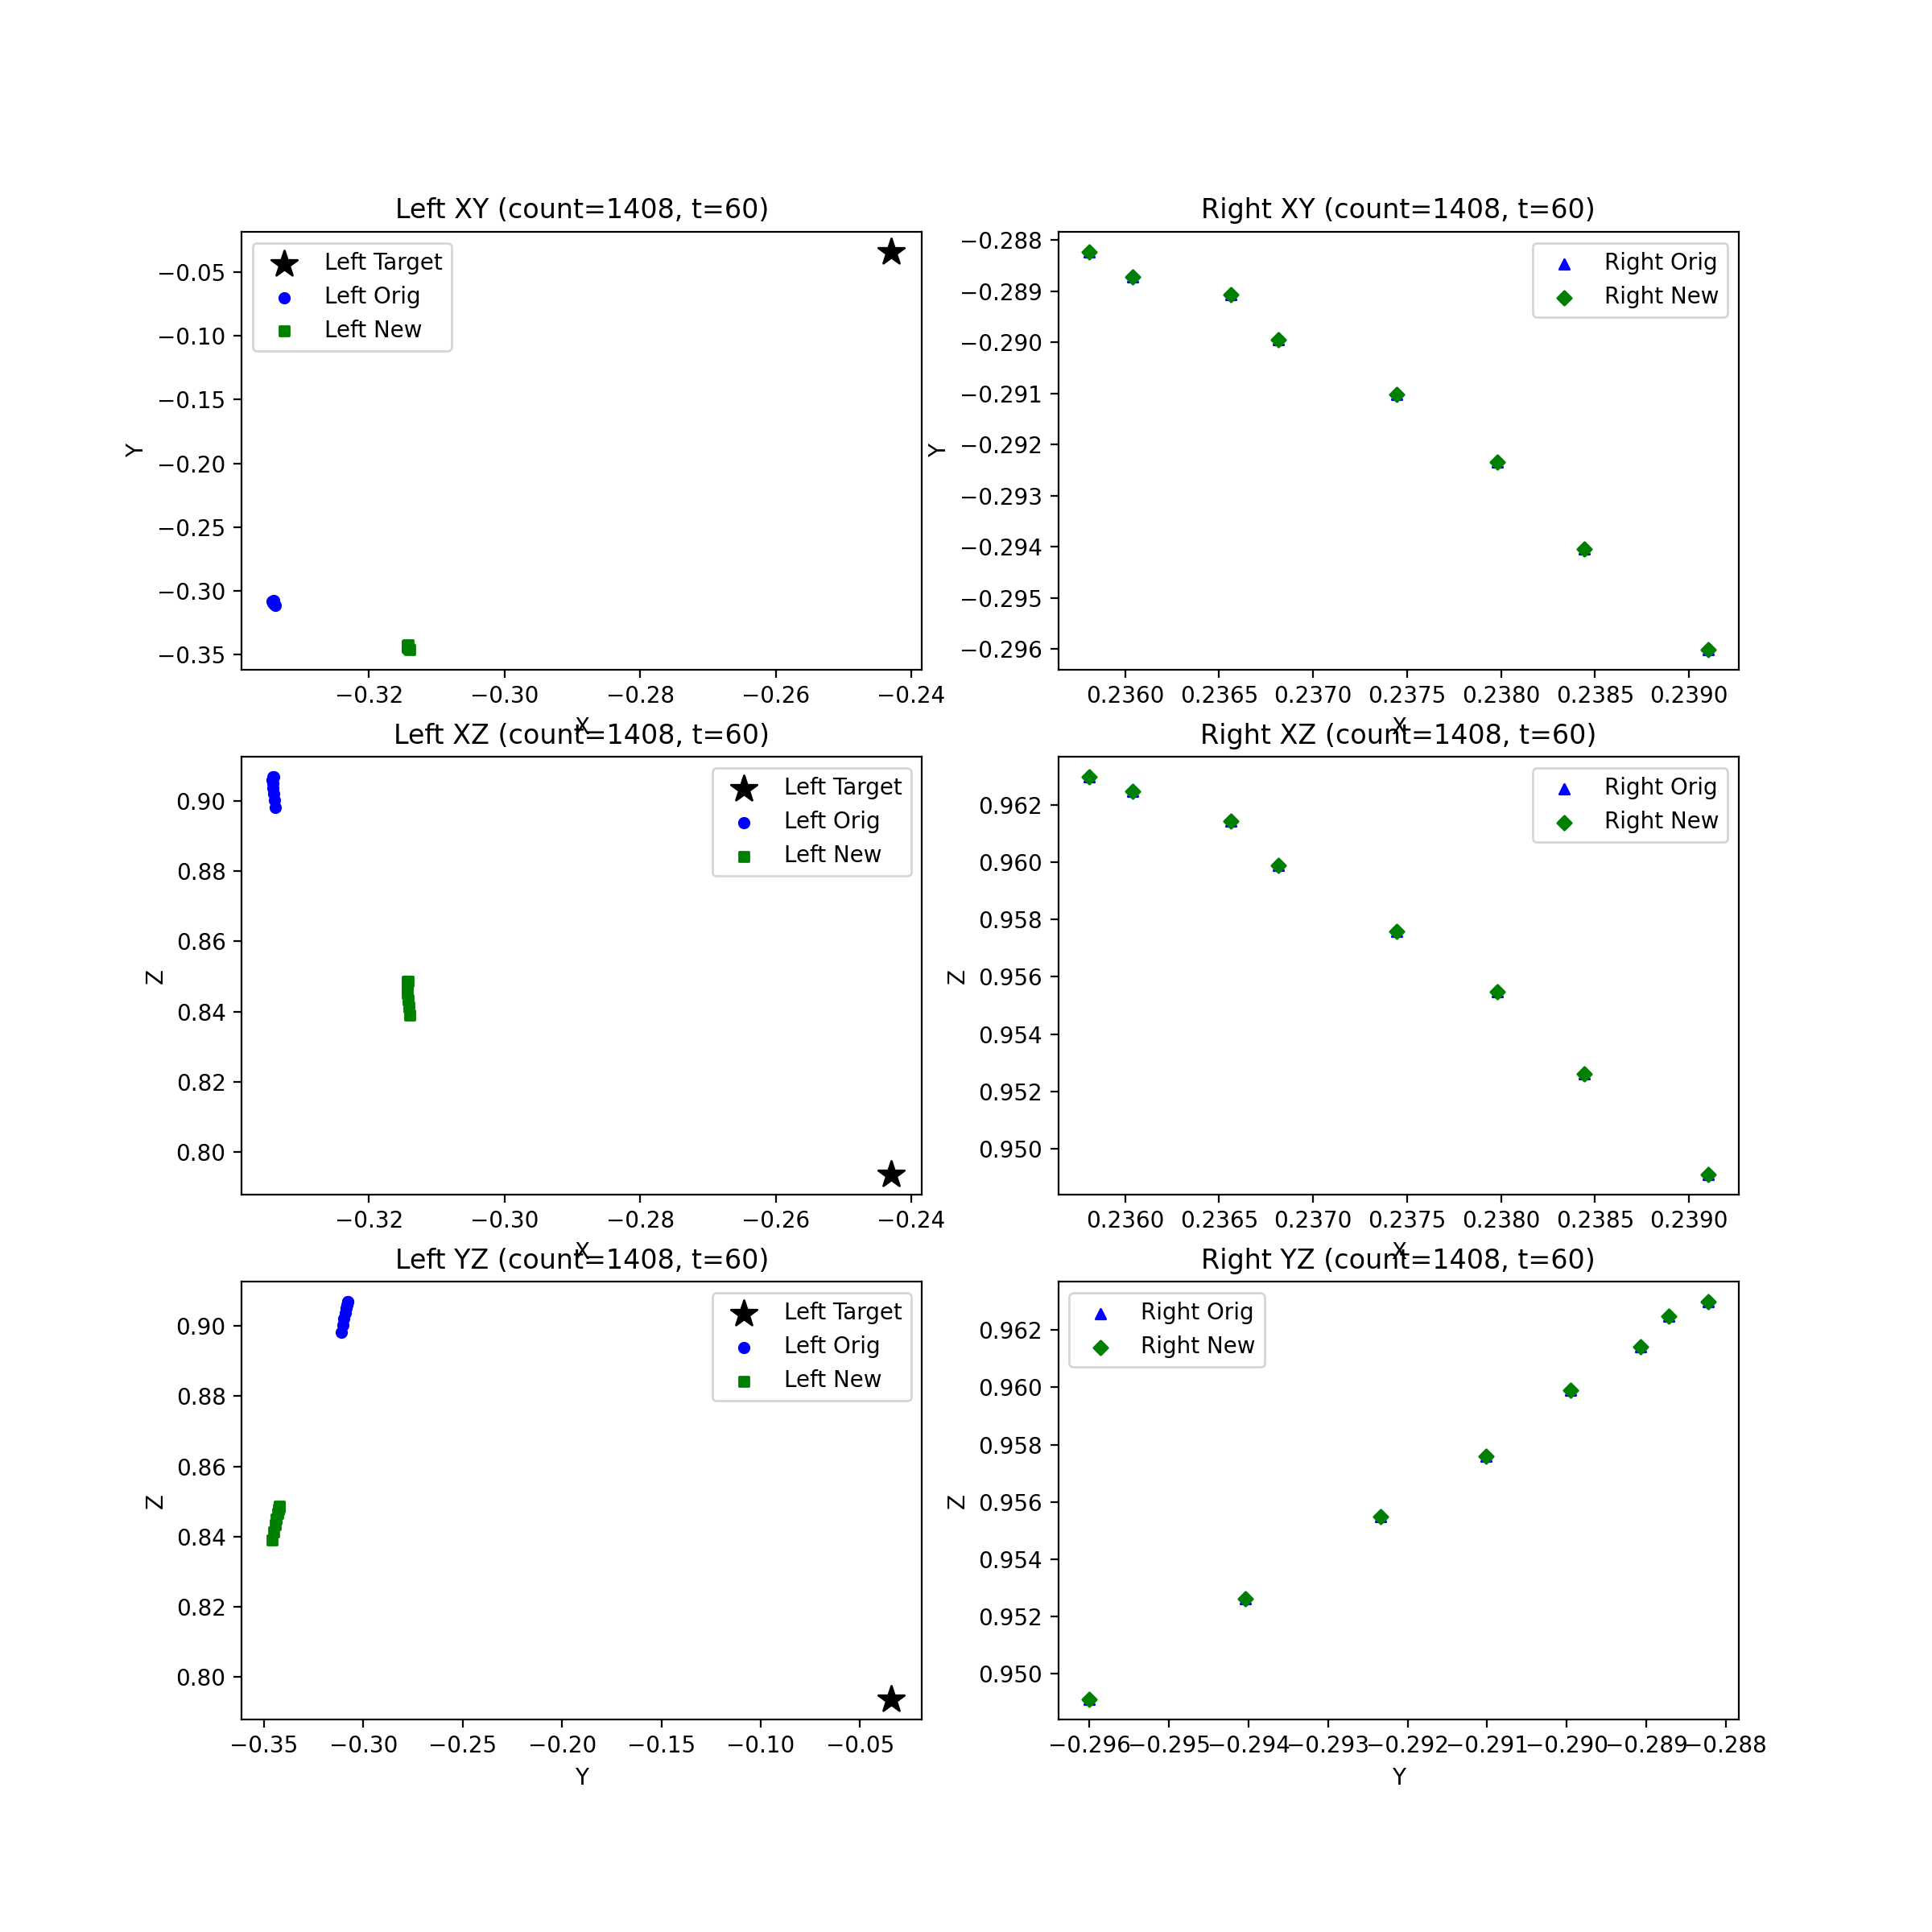 Left XY (count=1408, t=60)
Left Target
Left Orig
Left New
Y
−0.05
−0.10
−0.15
−0.20
−0.25
−0.30
−0.35
−0.32
−0.30
−0.28
−0.26
−0.24
X
Right XY (count=1408, t=60)
Right Orig
Right New
Y
−0.288
−0.289
−0.290
−0.291
−0.292
−0.293
−0.294
−0.295
−0.296
0.2360
0.2365
0.2370
0.2375
0.2380
0.2385
0.2390
X
Left XZ (count=1408, t=60)
Left Target
Left Orig
Left New
Z
0.90
0.88
0.86
0.84
0.82
0.80
−0.32
−0.30
−0.28
−0.26
−0.24
X
Right XZ (count=1408, t=60)
Right Orig
Right New
Z
0.962
0.960
0.958
0.956
0.954
0.952
0.950
0.2360
0.2365
0.2370
0.2375
0.2380
0.2385
0.2390
X
Left YZ (count=1408, t=60)
Left Target
Left Orig
Left New
Z
0.90
0.88
0.86
0.84
0.82
0.80
−0.35
−0.30
−0.25
−0.20
−0.15
−0.10
−0.05
Y
Right YZ (count=1408, t=60)
Right Orig
Right New
Z
0.962
0.960
0.958
0.956
0.954
0.952
0.950
−0.296
−0.295
−0.294
−0.293
−0.292
−0.291
−0.290
−0.289
−0.288
Y